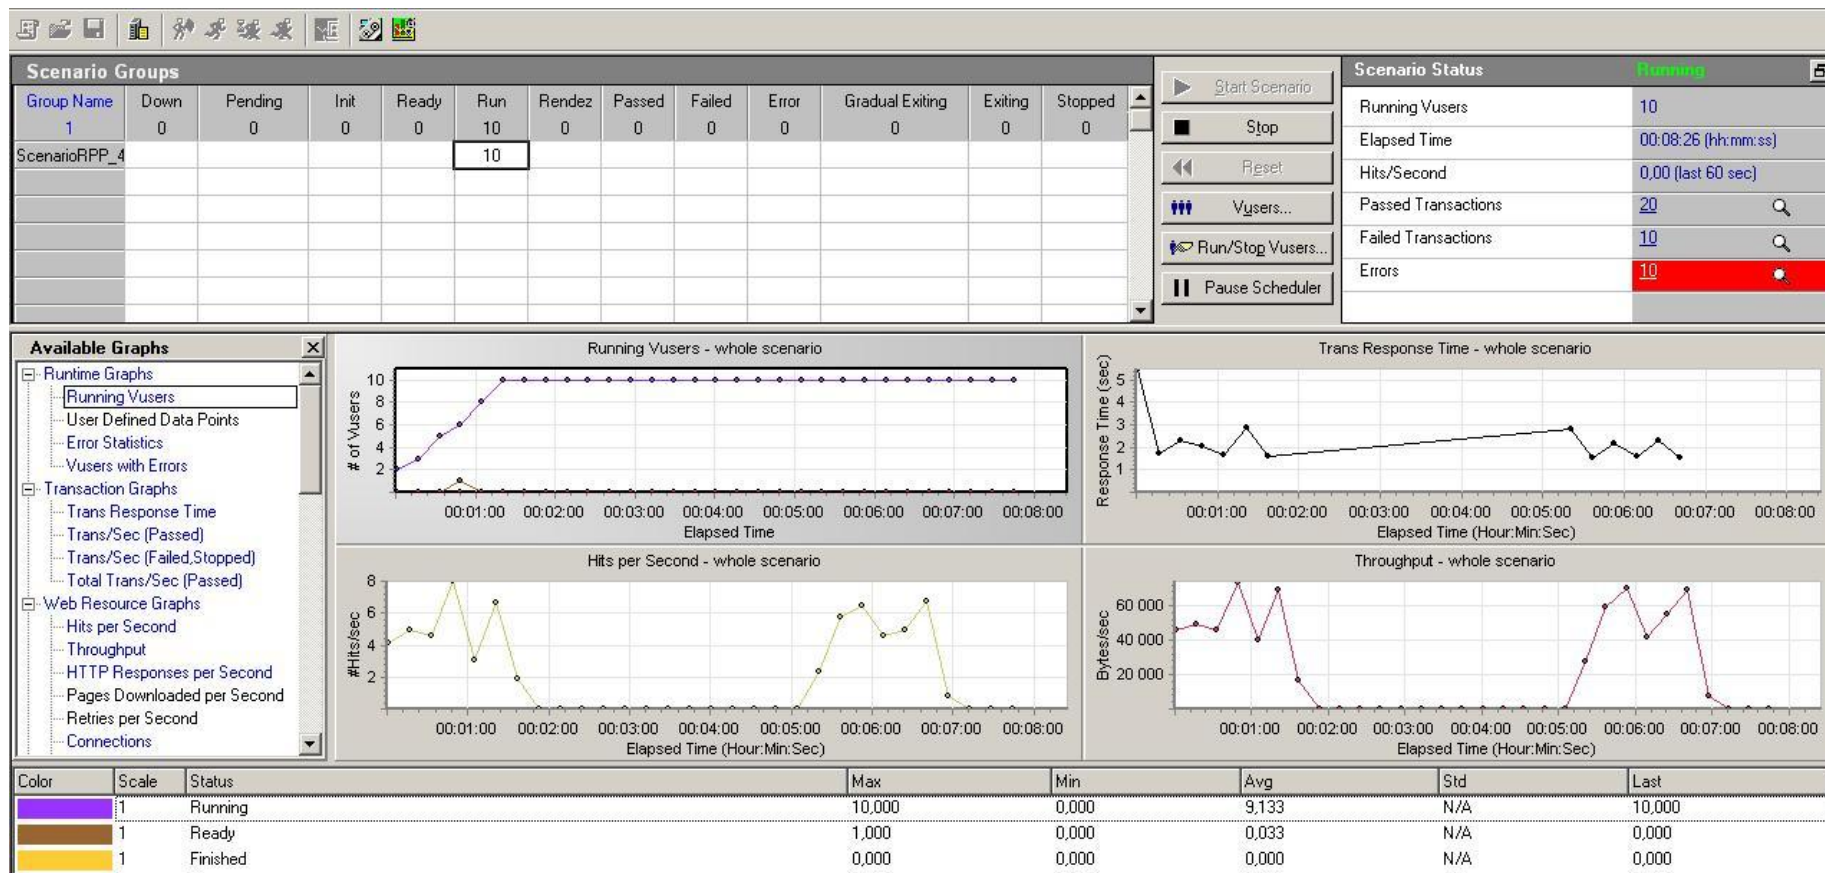 Scenario Groups
Group Name Down Pending Init Ready Run Rendez Passed Failed Error Gradual Exiting Exiting Stopped
1 0 0 0 0 10 0 0 0 0 0 0 0
ScenarioRPP_4 10
Start Scenario
Stop
Reset
Vusers...
Run/Stop Vusers...
Pause Scheduler
Scenario Status Running
Running Vusers 10
Elapsed Time 00:08:26 (hh:mm:ss)
Hits/Second 0,00 (last 60 sec)
Passed Transactions 20
Failed Transactions 10
Errors 10
Available Graphs
Runtime Graphs
Running Vusers
User Defined Data Points
Error Statistics
Vusers with Errors
Transaction Graphs
Trans Response Time
Trans/Sec (Passed)
Trans/Sec (Failed,Stopped)
Total Trans/Sec (Passed)
Web Resource Graphs
Hits per Second
Throughput
HTTP Responses per Second
Pages Downloaded per Second
Retries per Second
Connections
Running Vusers - whole scenario
# of Vusers
10
8
6
4
2
00:01:00 00:02:00 00:03:00 00:04:00 00:05:00 00:06:00 00:07:00 00:08:00
Elapsed Time
Trans Response Time - whole scenario
Response Time (sec)
5
4
3
2
1
00:01:00 00:02:00 00:03:00 00:04:00 00:05:00 00:06:00 00:07:00 00:08:00
Elapsed Time (Hour:Min:Sec)
Hits per Second - whole scenario
#Hits/sec
8
6
4
2
00:01:00 00:02:00 00:03:00 00:04:00 00:05:00 00:06:00 00:07:00 00:08:00
Elapsed Time (Hour:Min:Sec)
Throughput - whole scenario
Bytes/sec
60 000
40 000
20 000
00:01:00 00:02:00 00:03:00 00:04:00 00:05:00 00:06:00 00:07:00 00:08:00
Elapsed Time (Hour:Min:Sec)
Color Scale Status Max Min Avg Std Last
1 Running 10,000 0,000 9,133 N/A 10,000
1 Ready 1,000 0,000 0,033 N/A 0,000
1 Finished 0,000 0,000 0,000 N/A 0,000